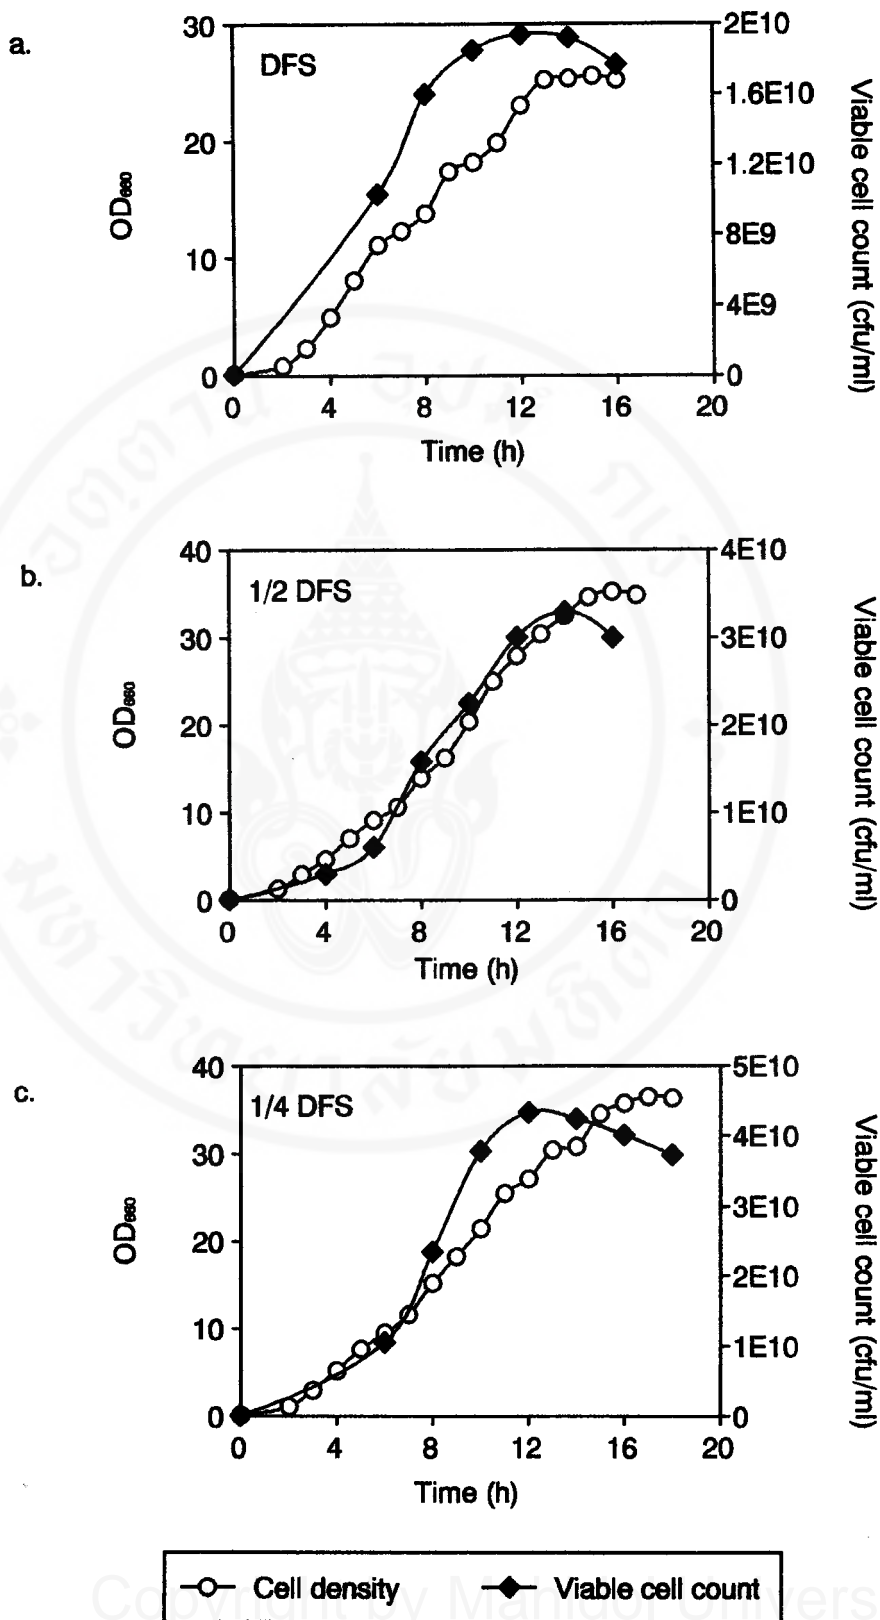 a.
DFS
30
20
10
0
OD₆₆₀
2E10
1.6E10
1.2E10
8E9
4E9
0
Viable cell count (cfu/ml)
0 4 8 12 16 20
Time (h)
b.
1/2 DFS
40
30
20
10
0
OD₆₆₀
4E10
3E10
2E10
1E10
0
Viable cell count (cfu/ml)
0 4 8 12 16 20
Time (h)
c.
1/4 DFS
40
30
20
10
0
OD₆₆₀
5E10
4E10
3E10
2E10
1E10
0
Viable cell count (cfu/ml)
0 4 8 12 16 20
Time (h)
Cell density Viable cell count